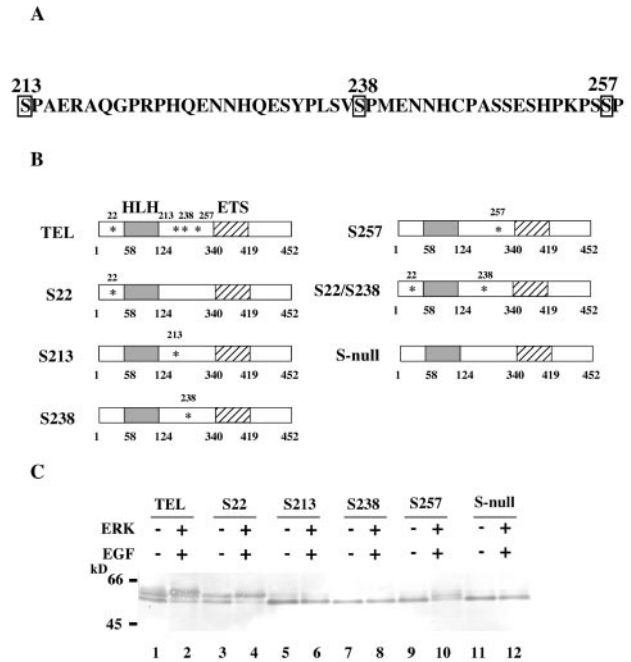 A
213 238 257
SPAERAQGPRPHQENNHQESYPLSVSPMENNHCPASSESHPKPSSSP
B
HLH ETS
22 213 238 257
TEL * * * *
1 58 124 340 419 452
22
S22 *
1 58 124 340 419 452
213
S213 *
1 58 124 340 419 452
238
S238 *
1 58 124 340 419 452
257
S257 *
1 58 124 340 419 452
22 238
S22/S238 * *
1 58 124 340 419 452
S-null
1 58 124 340 419 452
C
TEL S22 S213 S238 S257 S-null
ERK - + - + - + - + - + - +
EGF - + - + - + - + - + - +
kD
66
45
1 2 3 4 5 6 7 8 9 10 11 12